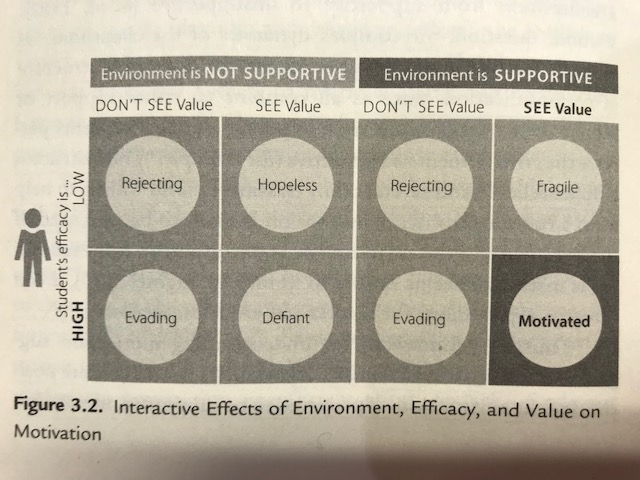 Environment is NOT SUPPORTIVE Environment is SUPPORTIVE
DON'T SEE Value SEE Value DON'T SEE Value SEE Value
Student's efficacy is ...
LOW
Rejecting Hopeless Rejecting Fragile
HIGH
Evading Defiant Evading Motivated
Figure 3.2. Interactive Effects of Environment, Efficacy, and Value on
Motivation